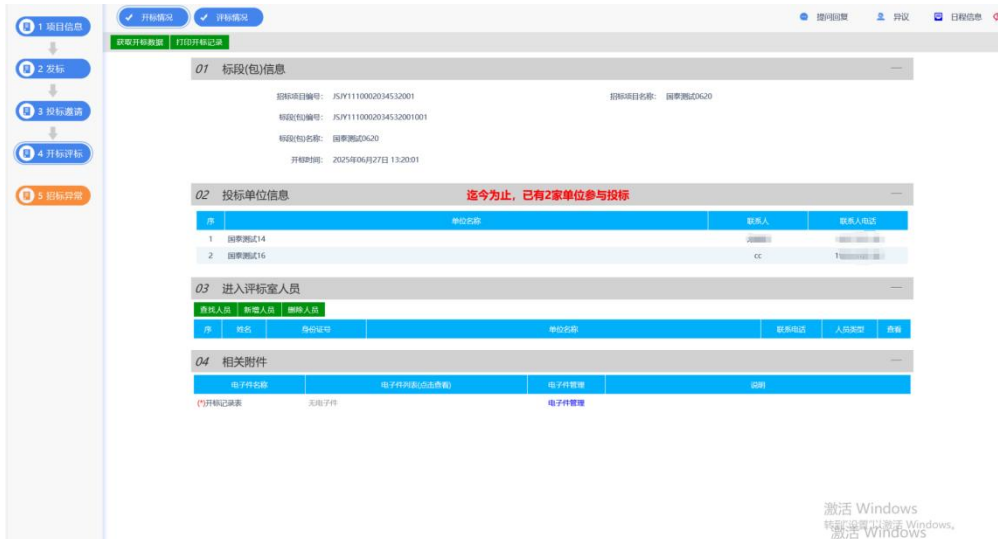 1 项目信息
2 发标
3 投标邀请
4 开标评标
5 招标异常
开标情况 评标情况 提问回复 异议 日程信息
获取开标数据 打印开标记录
01 标段(包)信息
招标项目编号： JSJY1110002034532001 招标项目名称： 国泰测试0620
标段(包)编号： JSJY1110002034532001001
标段(包)名称： 国泰测试0620
开标时间： 2025年06月27日 13:20:01
02 投标单位信息 迄今为止，已有2家单位参与投标
序 单位名称 联系人 联系人电话
1 国泰测试14
2 国泰测试16 cc 1
03 进入评标室人员
查找人员 新增人员 删除人员
序 姓名 身份证号 单位名称 联系电话 人员类型 查看
04 相关附件
电子件名称 电子件列表(点击查看) 电子件管理 说明
(*)开标记录表 无电子件 电子件管理
激活 Windows
转到"设置"以激活 Windows。
激活 Windows